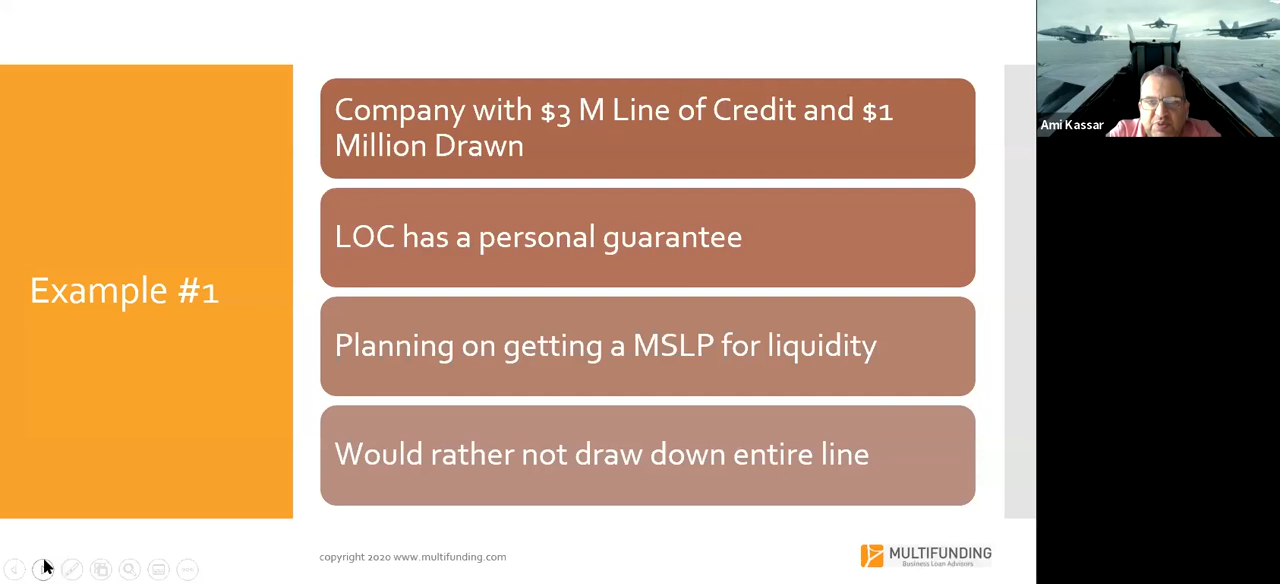 Company with $3 M Line of Credit and $1
Million Drawn
LOC has a personal guarantee
Example #1
Planning on getting a MSLP for liquidity
Would rather not draw down entire line
copyright 2020 www.multifunding.com
MULTIFUNDING
Business Loan Advisors
Ami Kassar